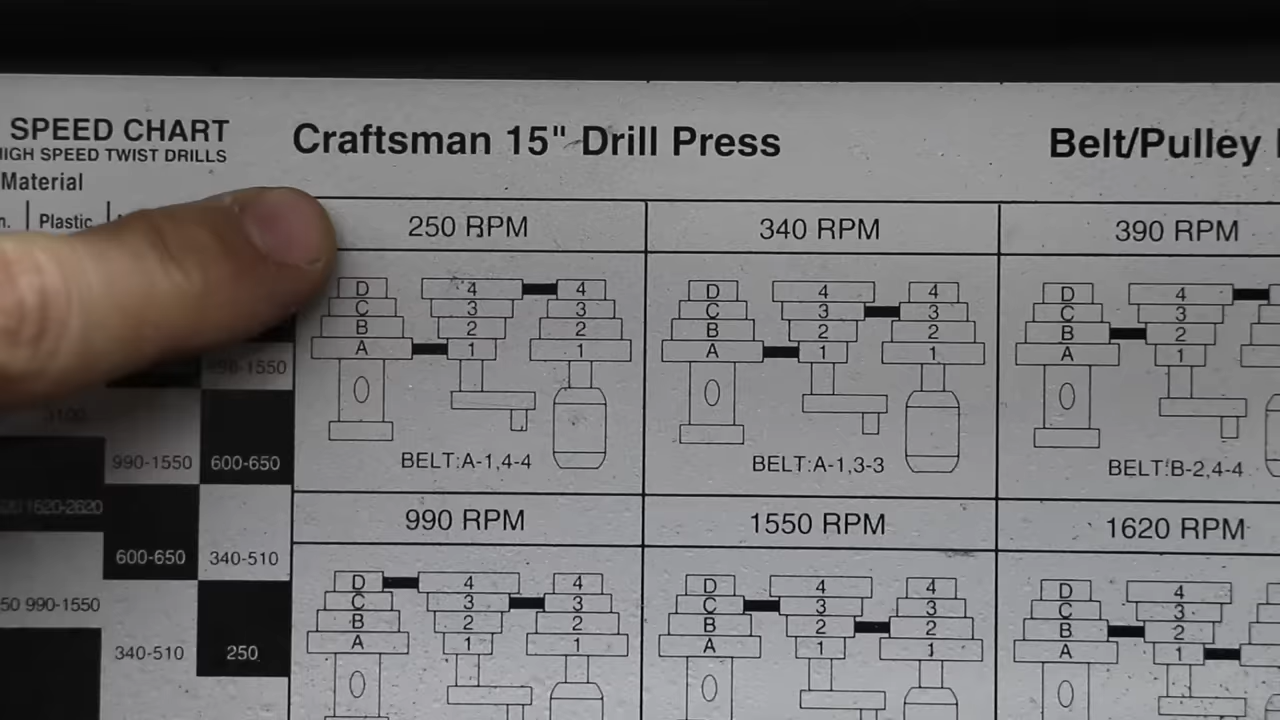 SPEED CHART
HIGH SPEED TWIST DRILLS
Material
Plastic
990-1550
600-650
1620-2620
600-650
340-510
990-1550
340-510
250
Craftsman 15" Drill Press
Belt/Pulley
250 RPM
D 4 4
C 3 3
B 2 2
A 1 1
BELT:A-1,4-4
340 RPM
D 4 4
C 3 3
B 2 2
A 1 1
BELT:A-1,3-3
390 RPM
D 4
C 3
B 2
A 1
BELT:B-2,4-4
990 RPM
D 4 4
C 3 3
B 2 2
A 1 1
1550 RPM
D 4 4
C 3 3
B 2 2
A 1 1
1620 RPM
D 4
C 3
B 2
A 1